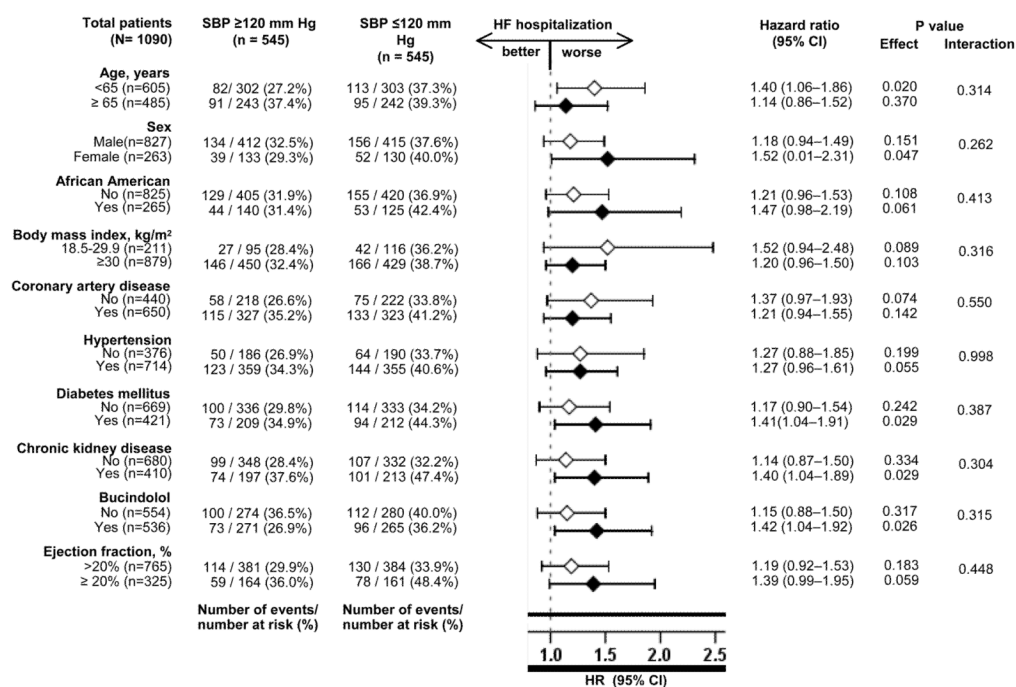 Total patients (N= 1090) SBP ≥120 mm Hg (n = 545) SBP ≤120 mm Hg (n = 545) HF hospitalization better worse Hazard ratio (95% CI) P value Effect Interaction
Age, years
<65 (n=605) 82/ 302 (27.2%) 113 / 303 (37.3%) 1.40 (1.06–1.86) 0.020 0.314
≥ 65 (n=485) 91 / 243 (37.4%) 95 / 242 (39.3%) 1.14 (0.86–1.52) 0.370
Sex
Male(n=827) 134 / 412 (32.5%) 156 / 415 (37.6%) 1.18 (0.94–1.49) 0.151 0.262
Female (n=263) 39 / 133 (29.3%) 52 / 130 (40.0%) 1.52 (0.01–2.31) 0.047
African American
No (n=825) 129 / 405 (31.9%) 155 / 420 (36.9%) 1.21 (0.96–1.53) 0.108 0.413
Yes (n=265) 44 / 140 (31.4%) 53 / 125 (42.4%) 1.47 (0.98–2.19) 0.061
Body mass index, kg/m²
18.5-29.9 (n=211) 27 / 95 (28.4%) 42 / 116 (36.2%) 1.52 (0.94–2.48) 0.089 0.316
≥30 (n=879) 146 / 450 (32.4%) 166 / 429 (38.7%) 1.20 (0.96–1.50) 0.103
Coronary artery disease
No (n=440) 58 / 218 (26.6%) 75 / 222 (33.8%) 1.37 (0.97–1.93) 0.074 0.550
Yes (n=650) 115 / 327 (35.2%) 133 / 323 (41.2%) 1.21 (0.94–1.55) 0.142
Hypertension
No (n=376) 50 / 186 (26.9%) 64 / 190 (33.7%) 1.27 (0.88–1.85) 0.199 0.998
Yes (n=714) 123 / 359 (34.3%) 144 / 355 (40.6%) 1.27 (0.96–1.61) 0.055
Diabetes mellitus
No (n=669) 100 / 336 (29.8%) 114 / 333 (34.2%) 1.17 (0.90–1.54) 0.242 0.387
Yes (n=421) 73 / 209 (34.9%) 94 / 212 (44.3%) 1.41(1.04–1.91) 0.029
Chronic kidney disease
No (n=680) 99 / 348 (28.4%) 107 / 332 (32.2%) 1.14 (0.87–1.50) 0.334 0.304
Yes (n=410) 74 / 197 (37.6%) 101 / 213 (47.4%) 1.40 (1.04–1.89) 0.029
Bucindolol
No (n=554) 100 / 274 (36.5%) 112 / 280 (40.0%) 1.15 (0.88–1.50) 0.317 0.315
Yes (n=536) 73 / 271 (26.9%) 96 / 265 (36.2%) 1.42 (1.04–1.92) 0.026
Ejection fraction, %
>20% (n=765) 114 / 381 (29.9%) 130 / 384 (33.9%) 1.19 (0.92–1.53) 0.183 0.448
≥ 20% (n=325) 59 / 164 (36.0%) 78 / 161 (48.4%) 1.39 (0.99–1.95) 0.059
Number of events/ Number of events/
number at risk (%) number at risk (%)
1.0 1.5 2.0 2.5
HR (95% CI)